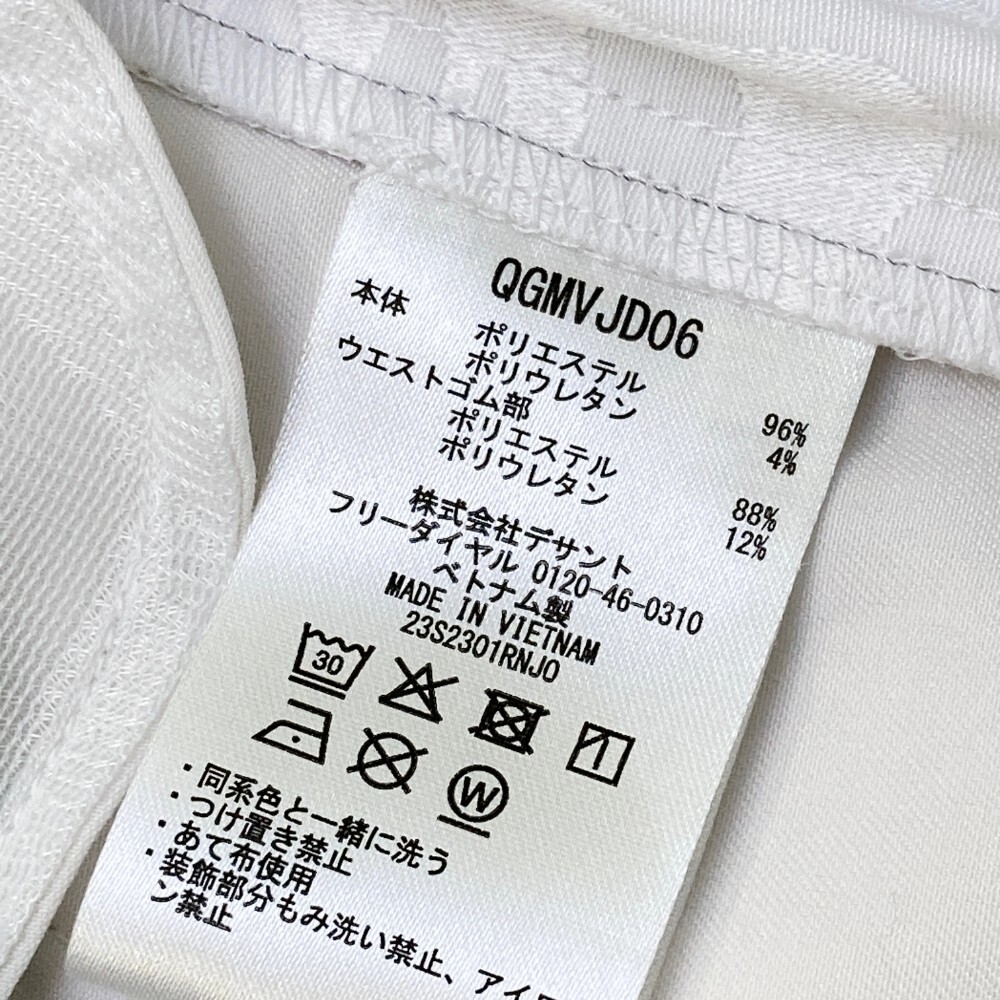 QGMVJD06
本体
ポリエステル 96%
ポリウレタン 4%
ウエストゴム部
ポリエステル 88%
ポリウレタン 12%
株式会社デサント
フリーダイヤル 0120-46-0310
ベトナム製
MADE IN VIETNAM
23S2301RNJO
30
W
・同系色と一緒に洗う
・つけ置き禁止
・あて布使用
・装飾部分もみ洗い禁止、アイロ
ン禁止